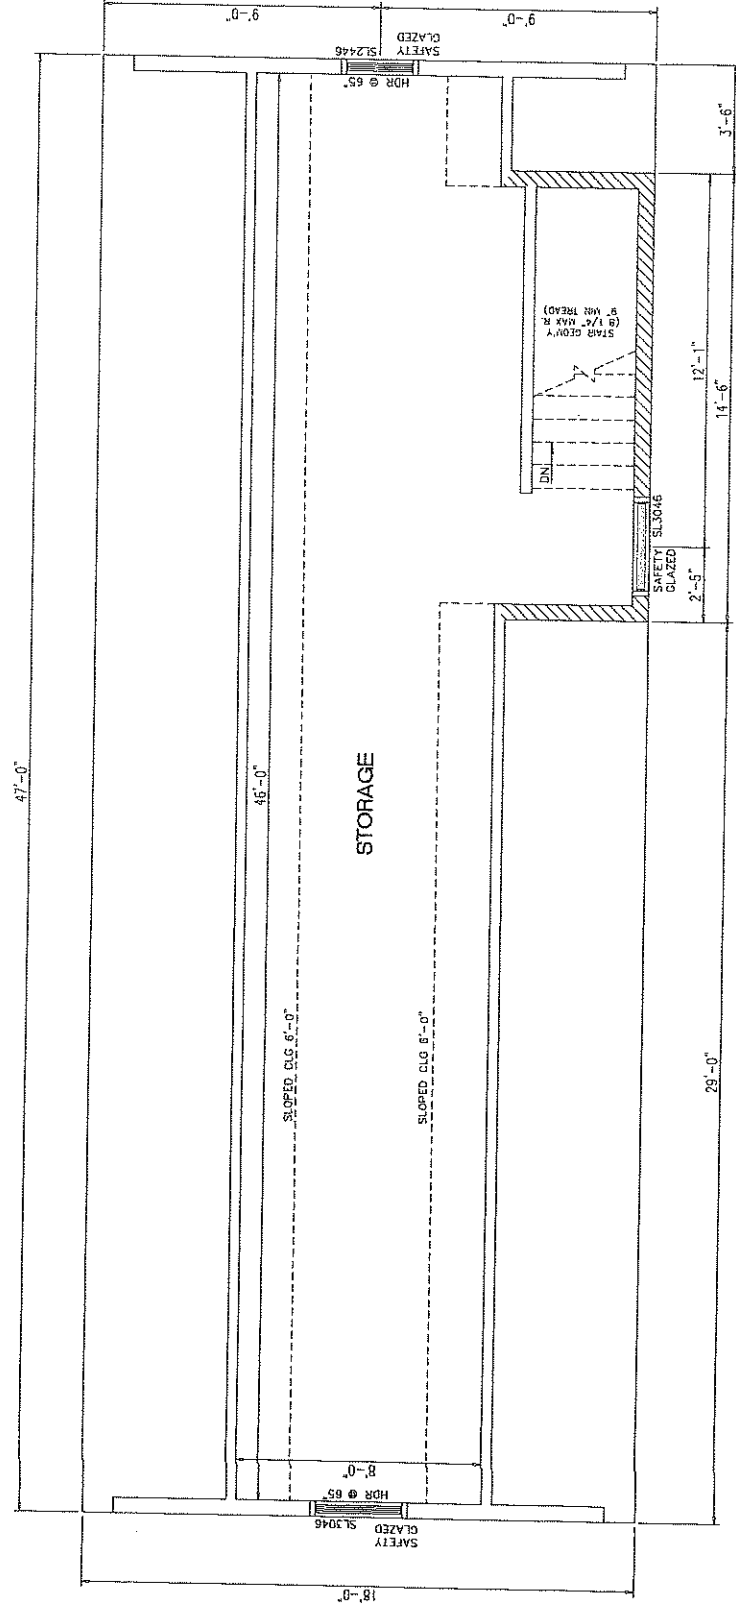 9'-0"
9'-0"
SAFETY
GLAZED
SL2446
HDR @ 65"
3'-6"
STAIR GEOM'Y
(8 1/4" MAX R.
9" MIN TREAD)
12'-1"
14'-6"
DN
SL3046
SAFETY
GLAZED
2'-5"
47'-0"
46'-0"
STORAGE
SLOPED CLG 6'-0"
SLOPED CLG 6'-0"
29'-0"
8'-0"
HDR @ 65"
SL3046
SAFETY
GLAZED
18'-0"